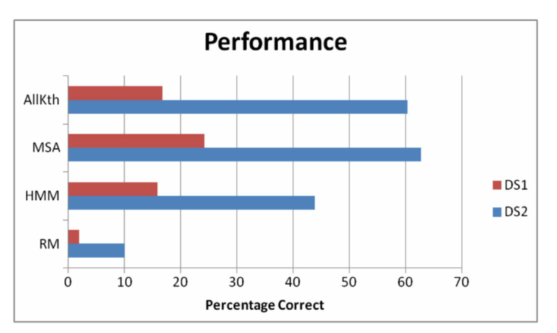 Performance
AllKth
MSA
HMM
RM
DS1
DS2
0 10 20 30 40 50 60 70
Percentage Correct